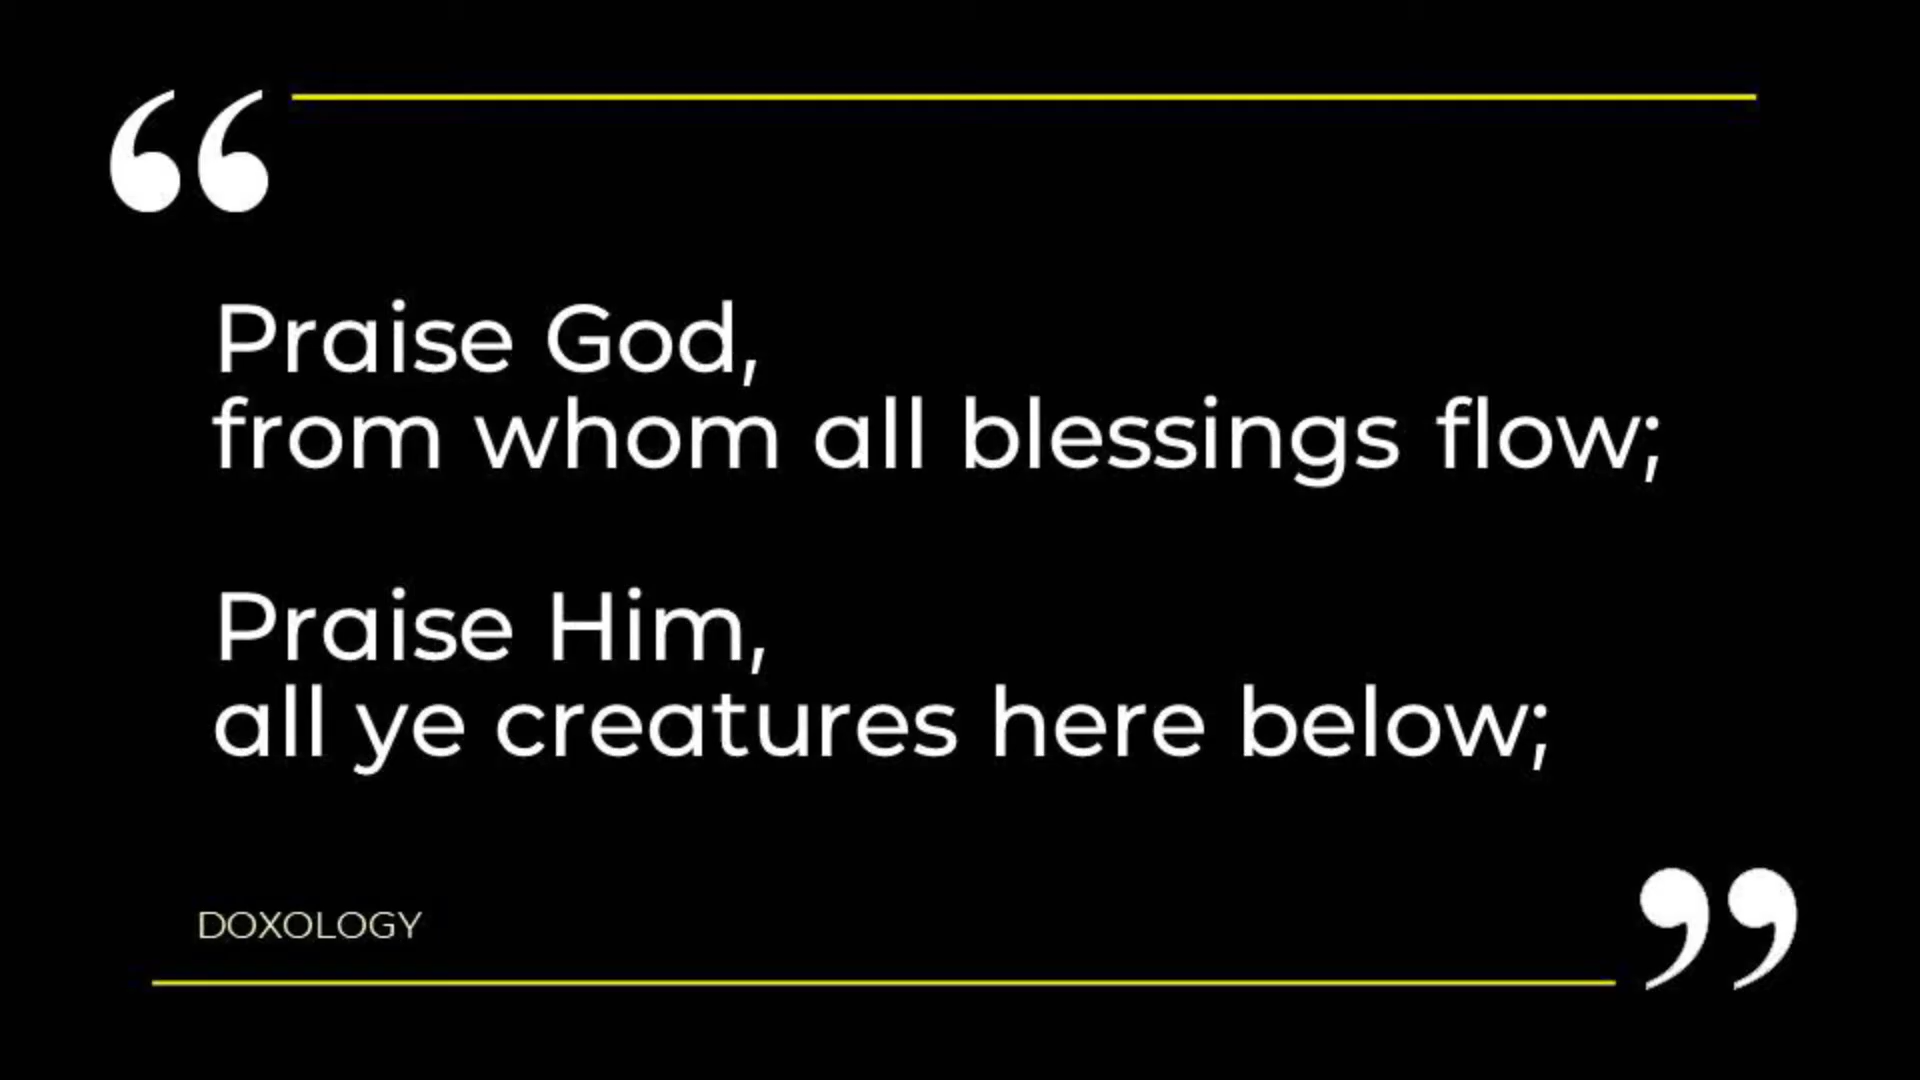 “
Praise God,
from whom all blessings flow;
Praise Him,
all ye creatures here below;
DOXOLOGY
”